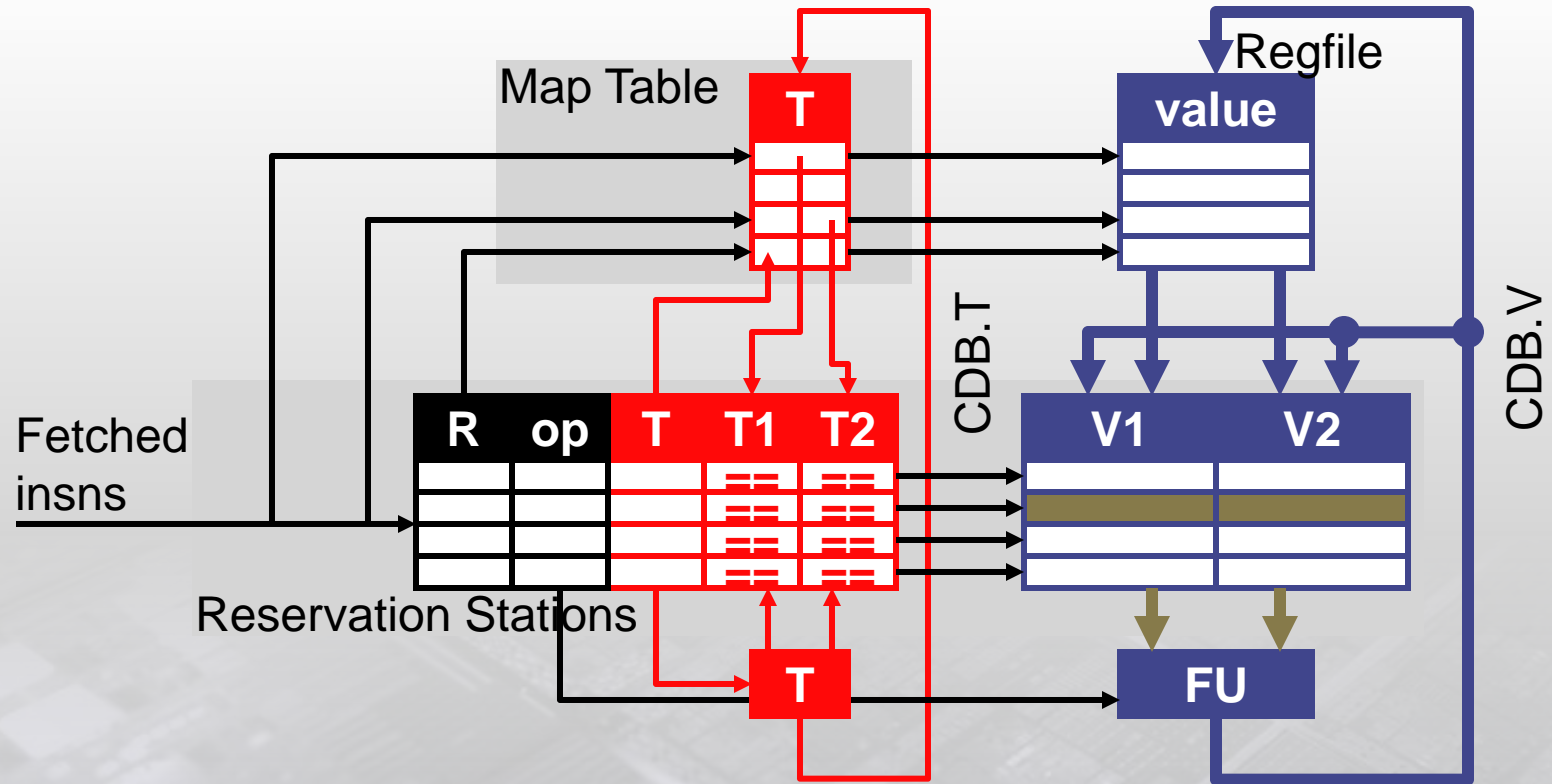 Regfile
Map Table
T
value
CDB.T
CDB.V
R op T T1 T2
V1 V2
Fetched
insns
== ==
== ==
== ==
== ==
Reservation Stations
T
FU